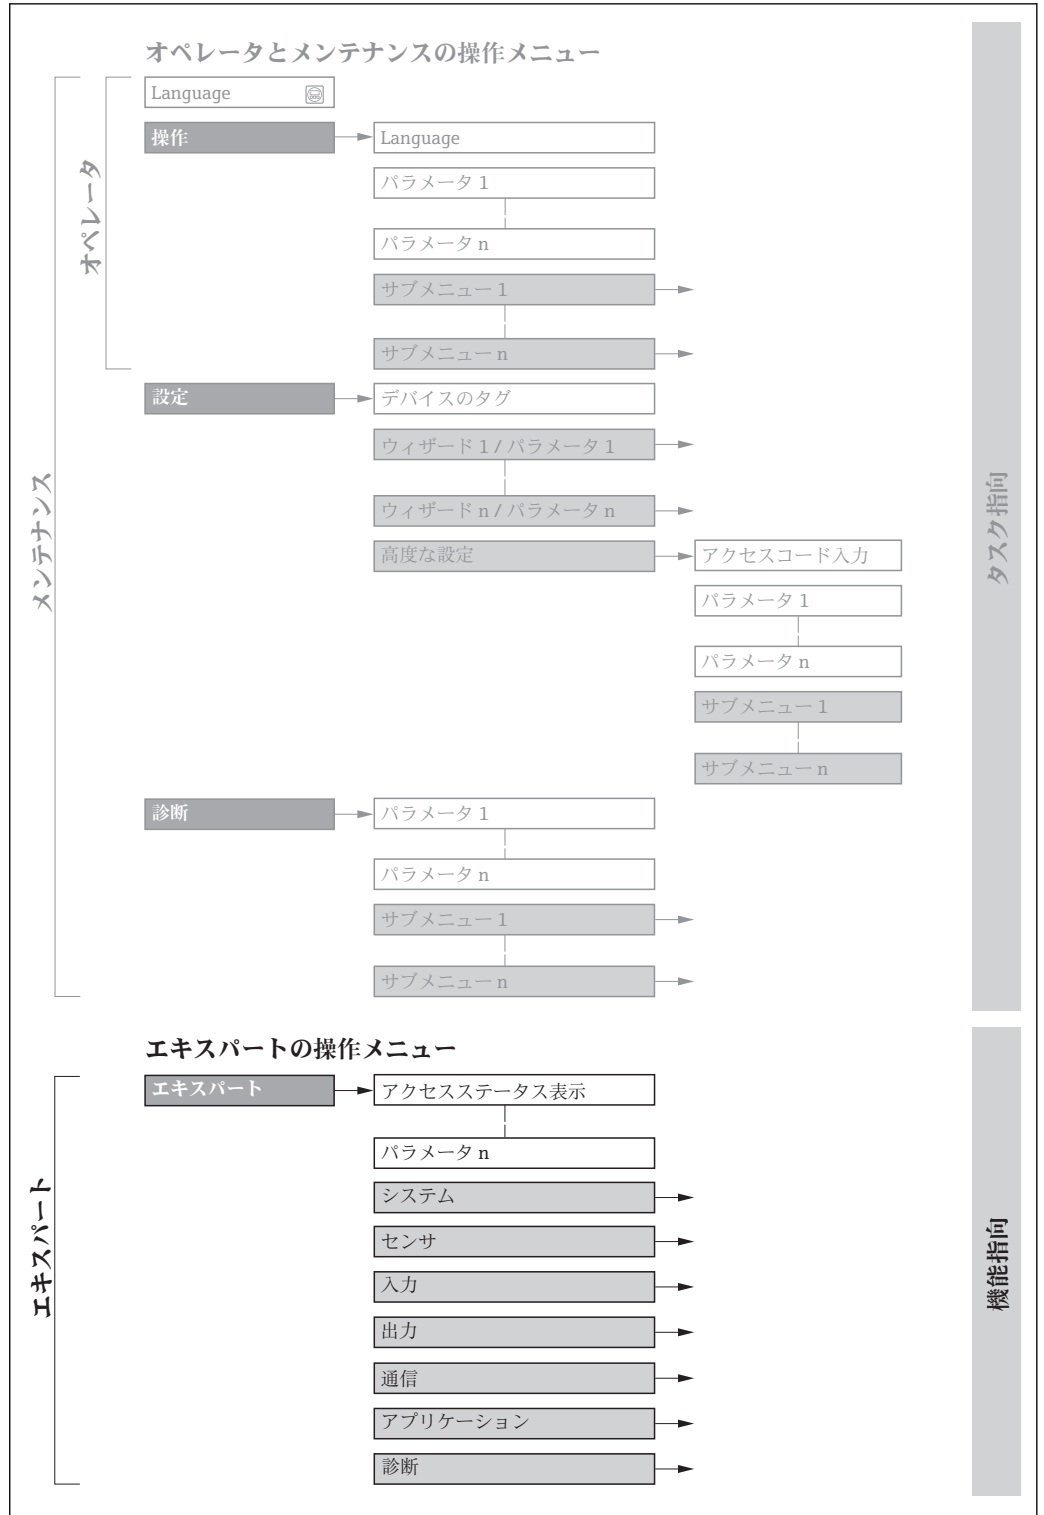 オペレータとメンテナンスの操作メニュー
Language
操作
Language
パラメータ 1
パラメータ n
サブメニュー 1
サブメニュー n
オペレータ
設定
デバイスのタグ
ウィザード 1 / パラメータ 1
ウィザード n / パラメータ n
高度な設定
アクセスコード入力
パラメータ 1
パラメータ n
サブメニュー 1
サブメニュー n
メンテナンス
タスク指向
診断
パラメータ 1
パラメータ n
サブメニュー 1
サブメニュー n
エキスパートの操作メニュー
エキスパート
アクセスステータス表示
パラメータ n
システム
センサ
入力
出力
通信
アプリケーション
診断
エキスパート
機能指向